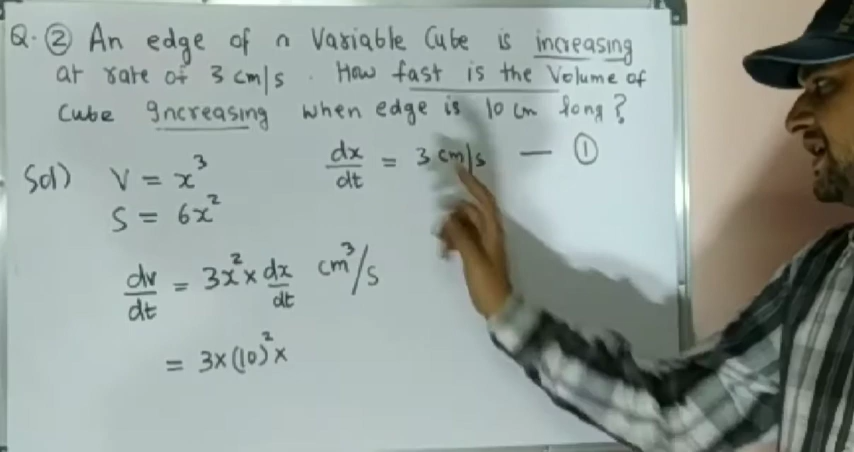 Q. ② An edge of a Variable Cube is increasing
at rate of 3 cm/s. How fast is the Volume of
Cube Increasing when edge is 10 cm long?
Sol) V = x³
dx/dt = 3 cm/s — ①
S = 6x²
dv/dt = 3x² × dx/dt cm³/s
= 3×(10)² ×